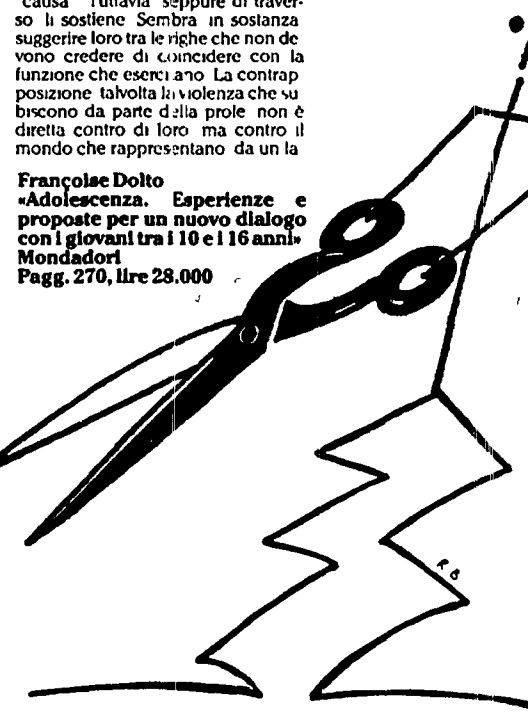 causa Tuttavia seppure di traver-
so li sostiene Sembra in sostanza
suggerire loro tra le righe che non de
vono credere di coincidere con la
funzione che esercitano La contrap
posizione talvolta la violenza che su
biscono da parte della prole non è
diretta contro di loro ma contro il
mondo che rappresentano da un la
Françoise Dolto
«Adolescenza. Esperienze e
proposte per un nuovo dialogo
con i giovani tra i 10 e i 16 anni»
Mondadori
Pagg. 270, lire 28.000
R B